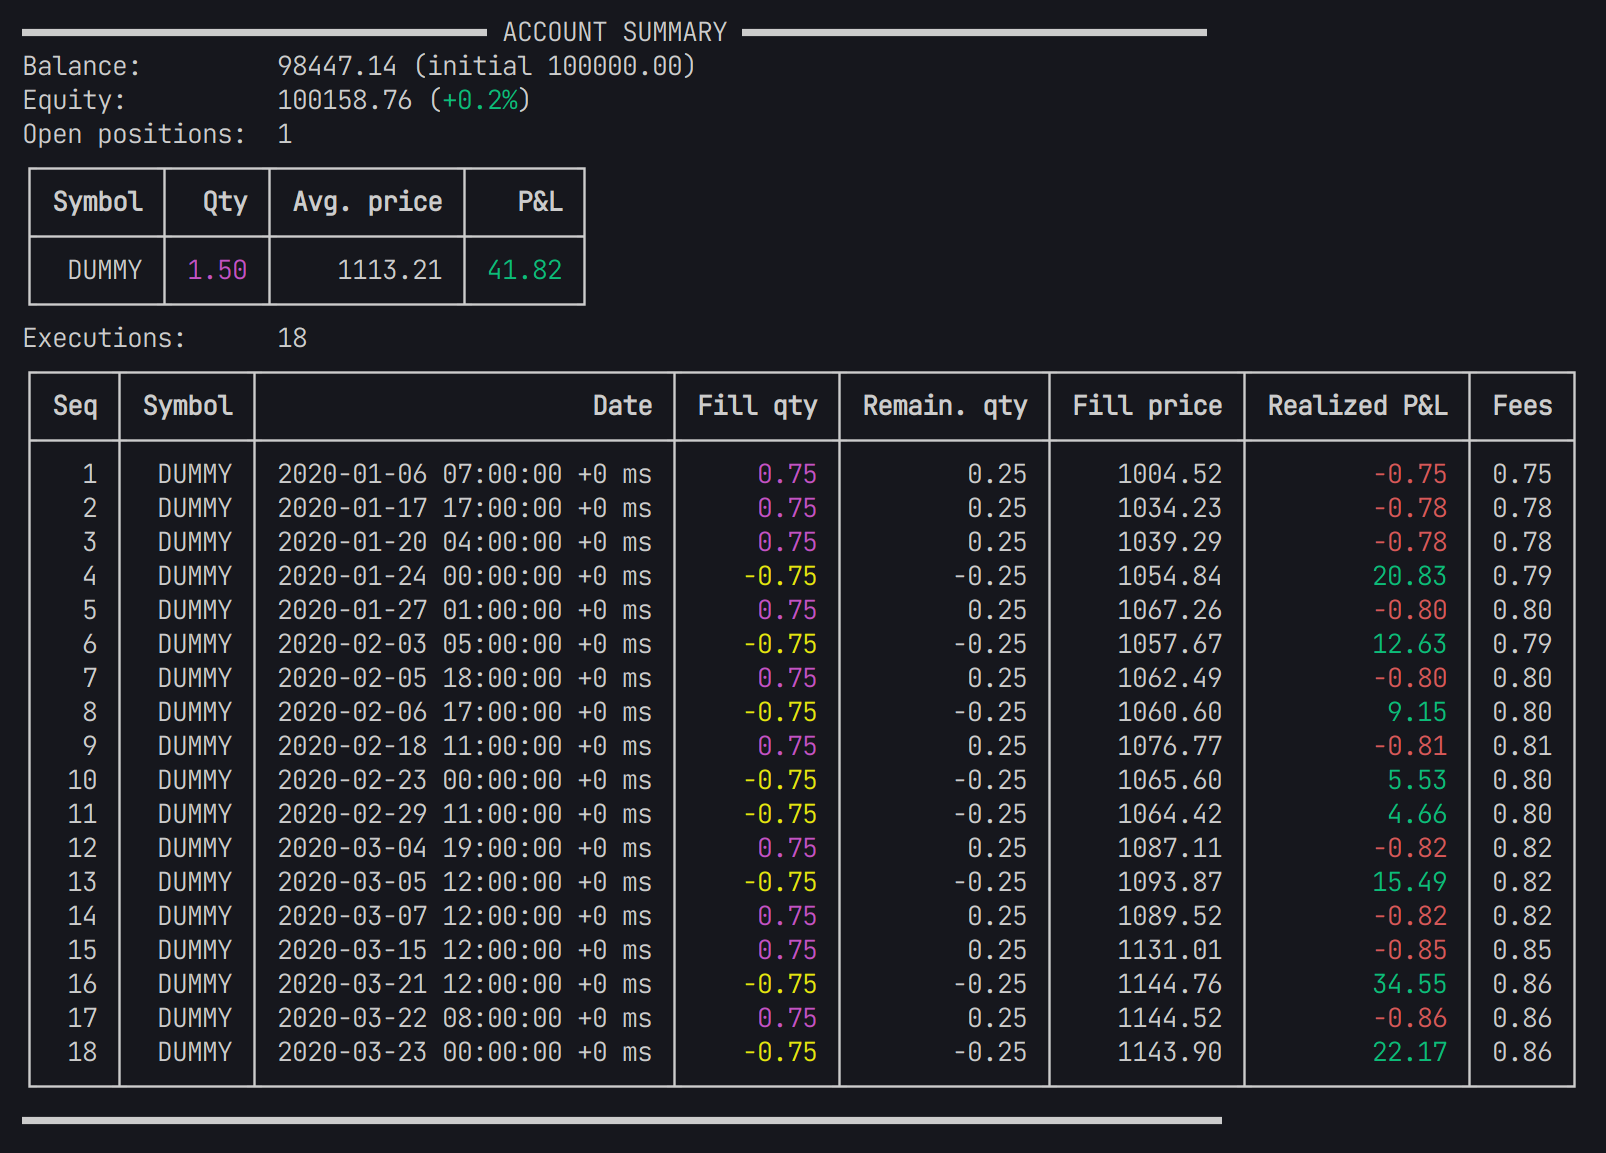 ACCOUNT SUMMARY
Balance: 98447.14 (initial 100000.00)
Equity: 100158.76 (+0.2%)
Open positions: 1
Symbol Qty Avg. price P&L
DUMMY 1.50 1113.21 41.82
Executions: 18
Seq Symbol Date Fill qty Remain. qty Fill price Realized P&L Fees
1 DUMMY 2020-01-06 07:00:00 +0 ms 0.75 0.25 1004.52 -0.75 0.75
2 DUMMY 2020-01-17 17:00:00 +0 ms 0.75 0.25 1034.23 -0.78 0.78
3 DUMMY 2020-01-20 04:00:00 +0 ms 0.75 0.25 1039.29 -0.78 0.78
4 DUMMY 2020-01-24 00:00:00 +0 ms -0.75 -0.25 1054.84 20.83 0.79
5 DUMMY 2020-01-27 01:00:00 +0 ms 0.75 0.25 1067.26 -0.80 0.80
6 DUMMY 2020-02-03 05:00:00 +0 ms -0.75 -0.25 1057.67 12.63 0.79
7 DUMMY 2020-02-05 18:00:00 +0 ms 0.75 0.25 1062.49 -0.80 0.80
8 DUMMY 2020-02-06 17:00:00 +0 ms -0.75 -0.25 1060.60 9.15 0.80
9 DUMMY 2020-02-18 11:00:00 +0 ms 0.75 0.25 1076.77 -0.81 0.81
10 DUMMY 2020-02-23 00:00:00 +0 ms -0.75 -0.25 1065.60 5.53 0.80
11 DUMMY 2020-02-29 11:00:00 +0 ms -0.75 -0.25 1064.42 4.66 0.80
12 DUMMY 2020-03-04 19:00:00 +0 ms 0.75 0.25 1087.11 -0.82 0.82
13 DUMMY 2020-03-05 12:00:00 +0 ms -0.75 -0.25 1093.87 15.49 0.82
14 DUMMY 2020-03-07 12:00:00 +0 ms 0.75 0.25 1089.52 -0.82 0.82
15 DUMMY 2020-03-15 12:00:00 +0 ms 0.75 0.25 1131.01 -0.85 0.85
16 DUMMY 2020-03-21 12:00:00 +0 ms -0.75 -0.25 1144.76 34.55 0.86
17 DUMMY 2020-03-22 08:00:00 +0 ms 0.75 0.25 1144.52 -0.86 0.86
18 DUMMY 2020-03-23 00:00:00 +0 ms -0.75 -0.25 1143.90 22.17 0.86